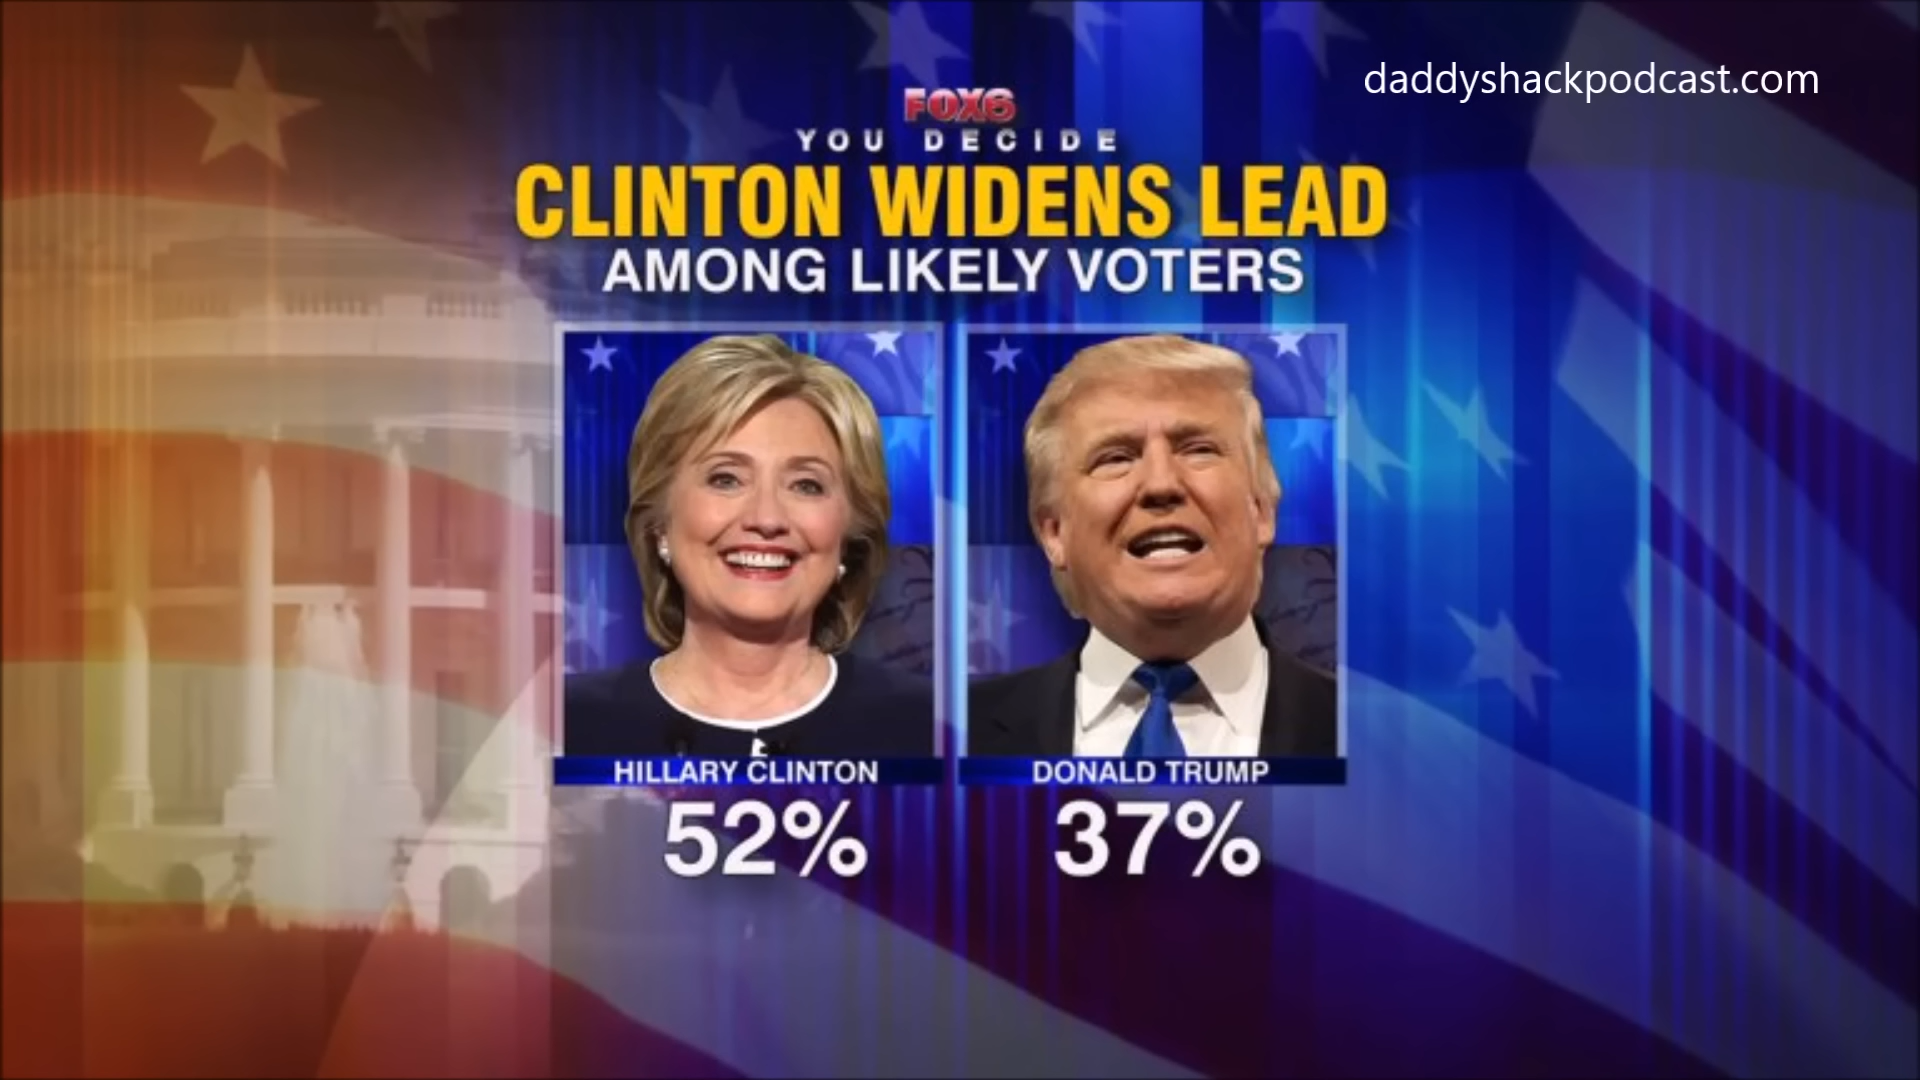 daddyshackpodcast.com
FOX6
YOU DECIDE
CLINTON WIDENS LEAD
AMONG LIKELY VOTERS
HILLARY CLINTON
DONALD TRUMP
52%
37%